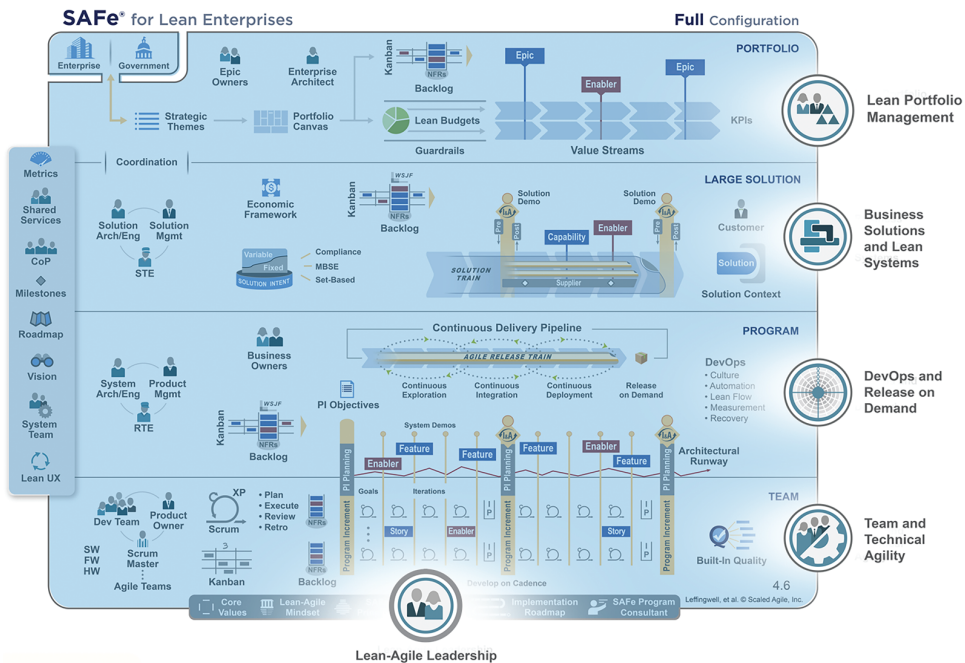 SAFe® for Lean Enterprises
Full Configuration
Enterprise
Government
Epic
Owners
Enterprise
Architect
Kanban
NFRs
Backlog
Epic
Enabler
Epic
PORTFOLIO
Lean Portfolio
Management
Strategic
Themes
Portfolio
Canvas
Lean Budgets
Guardrails
Value Streams
KPIs
Coordination
Metrics
Shared
Services
CoP
Milestones
Roadmap
Vision
System
Team
Lean UX
LARGE SOLUTION
Solution
Arch/Eng
Solution
Mgmt
STE
Economic
Framework
Kanban
WSJF
NFRs
Backlog
Variable
Fixed
SOLUTION INTENT
Compliance
MBSE
Set-Based
Solution
Demo
I&A
Pre
Post
Capability
Enabler
Solution
Demo
I&A
Pre
Post
SOLUTION
TRAIN
Supplier
Customer
Solution
Solution Context
Business
Solutions
and Lean
Systems
PROGRAM
System
Arch/Eng
Product
Mgmt
RTE
Business
Owners
Continuous Delivery Pipeline
AGILE RELEASE TRAIN
Continuous
Exploration
Continuous
Integration
Continuous
Deployment
Release
on Demand
DevOps
• Culture
• Automation
• Lean Flow
• Measurement
• Recovery
DevOps and
Release on
Demand
PI Objectives
Kanban
WSJF
NFRs
Backlog
System Demos
Enabler
Feature
Feature
I&A
Feature
Enabler
Feature
I&A
PI Planning
PI Planning
PI Planning
Architectural
Runway
TEAM
Dev Team
Product
Owner
Scrum
Master
SW
FW
HW
Agile Teams
XP
Scrum
Kanban
• Plan
• Execute
• Review
• Retro
NFRs
NFRs
Backlog
Goals
Iterations
Program Increment
Program Increment
Program Increment
Story
Enabler
Story
I
P
I
P
I
P
I
P
Develop on Cadence
Built-In Quality
Team and
Technical
Agility
4.6
Leffingwell, et al. © Scaled Agile, Inc.
Core
Values
Lean-Agile
Mindset
Implementation
Roadmap
SAFe Program
Consultant
Lean-Agile Leadership